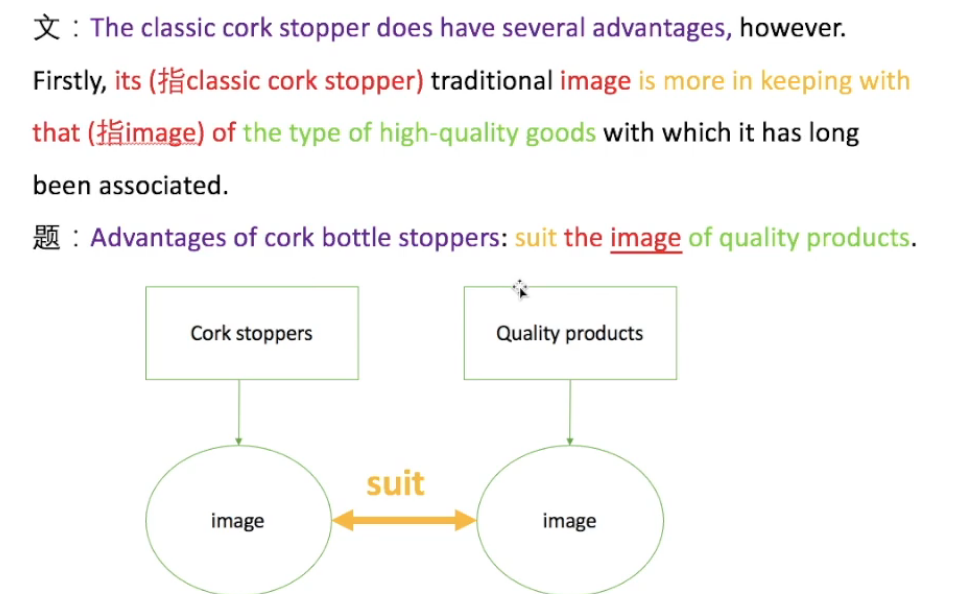 文：The classic cork stopper does have several advantages, however.
Firstly, its (指classic cork stopper) traditional image is more in keeping with
that (指image) of the type of high-quality goods with which it has long
been associated.
题：Advantages of cork bottle stoppers: suit the image of quality products.
Cork stoppers
Quality products
suit
image
image